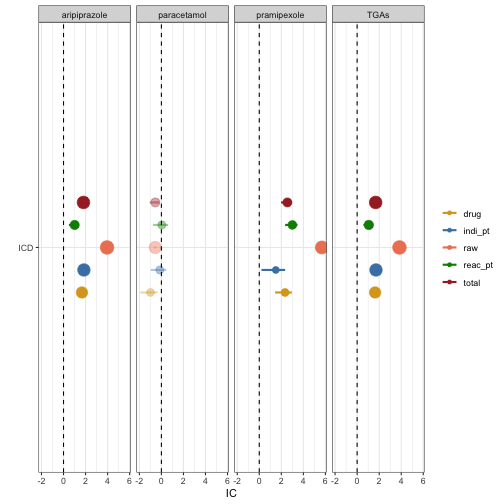 aripiprazole paracetamol pramipexole TGAs
ICD
-2 0 2 4 6 -2 0 2 4 6 -2 0 2 4 6 -2 0 2 4 6
IC
drug
indi_pt
raw
reac_pt
total